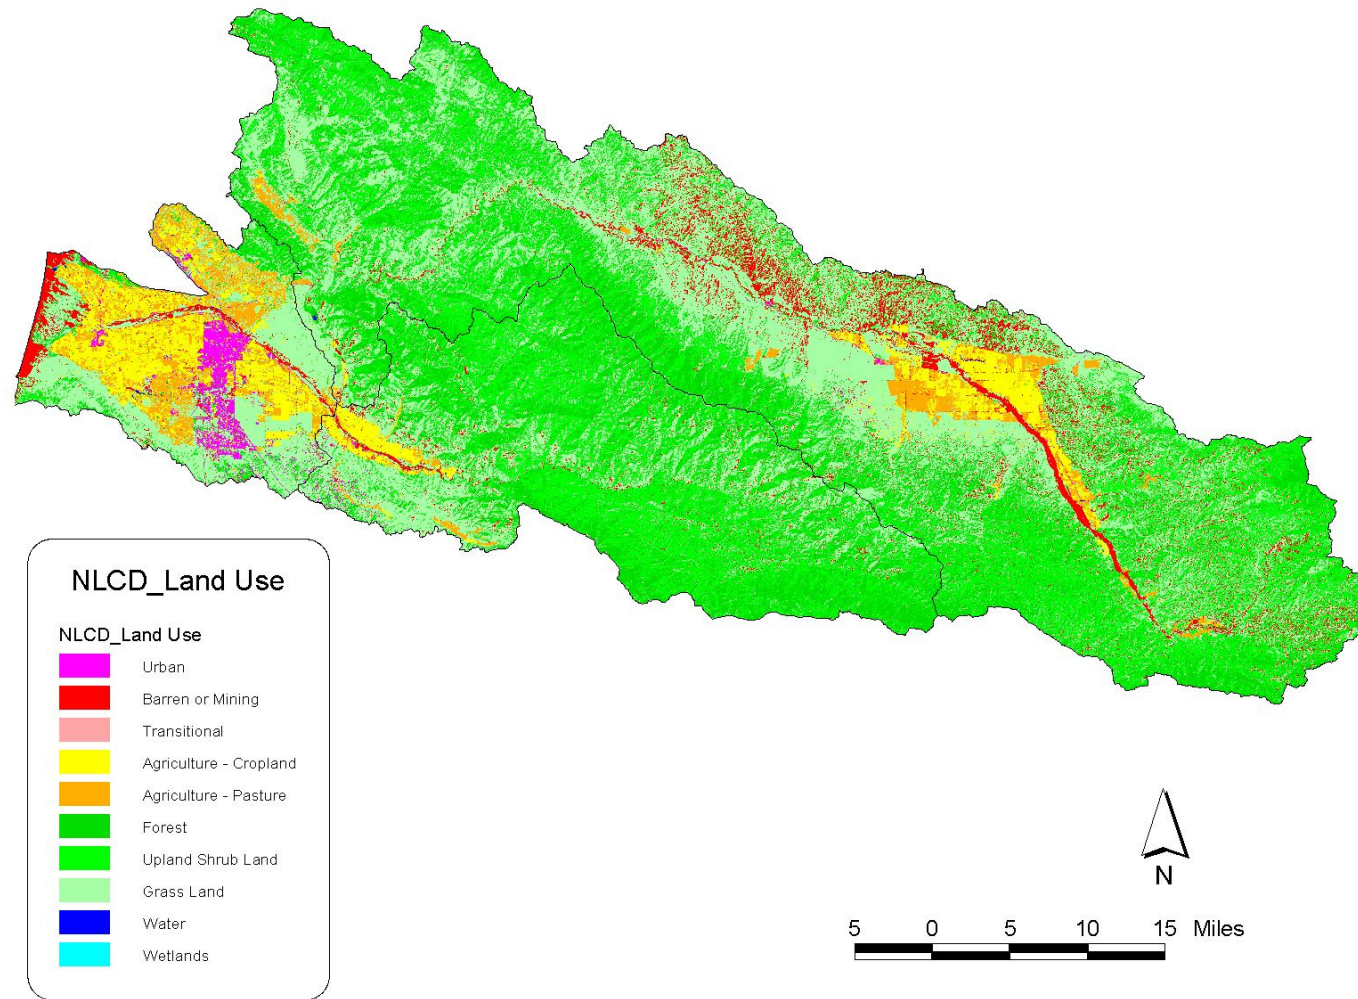 NLCD_Land Use
NLCD_Land Use
Urban
Barren or Mining
Transitional
Agriculture - Cropland
Agriculture - Pasture
Forest
Upland Shrub Land
Grass Land
Water
Wetlands
N
5 0 5 10 15 Miles